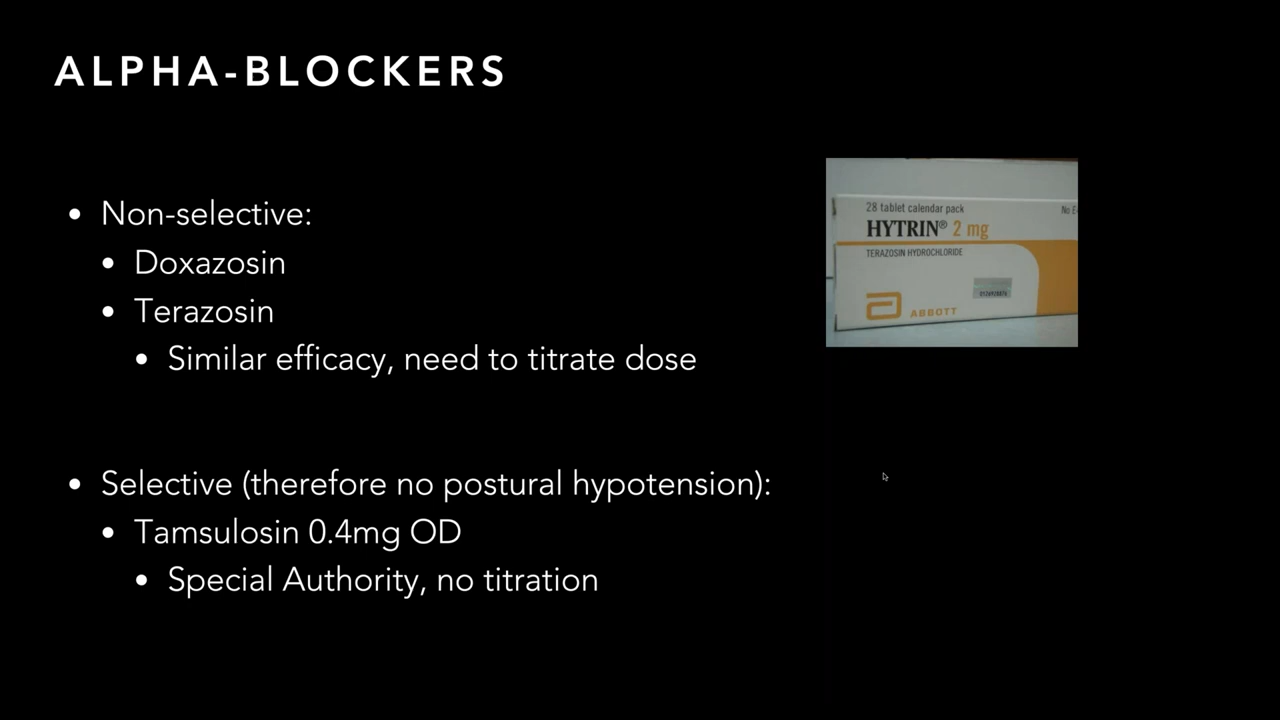 ALPHA-BLOCKERS
Non-selective:
Doxazosin
Terazosin
Similar efficacy, need to titrate dose
Selective (therefore no postural hypotension):
Tamsulosin 0.4mg OD
Special Authority, no titration
28 tablet calendar pack
No
HYTRIN® 2 mg
TERAZOSIN HYDROCHLORIDE
ABBOTT